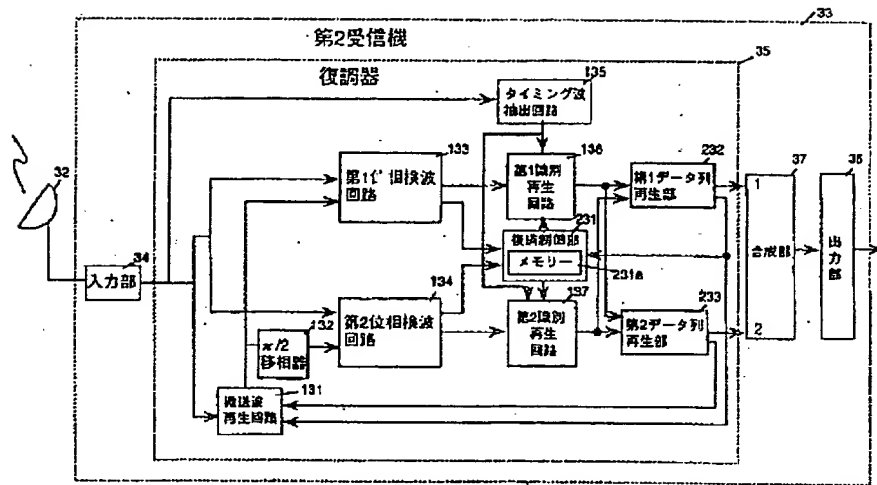 33
第2受信機
35
復調器
135
タイミング波
抽出回路
32
133
136
232
第1位相検波
回路
第1識別
再生
回路
第1データ列
再生部
37
36
1
231
34
入力部
復調制御部
メモリー
231a
合成部
出力部
134
137
233
132
第2位相検波
回路
第2識別
再生
回路
第2データ列
再生部
2
π/2
移相器
131
搬送波
再生回路